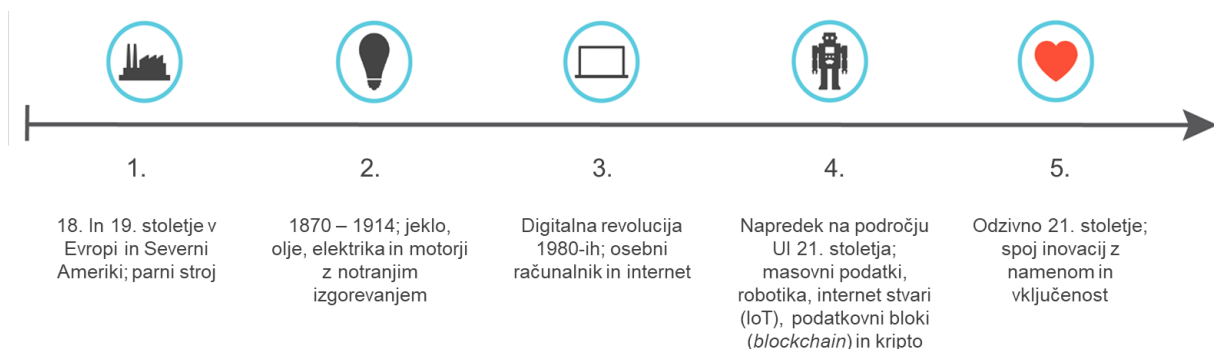 1.
18. In 19. stoletje v
Evropi in Severni
Ameriki; parni stroj
2.
1870 – 1914; jeklo,
olje, elektrika in motorji
z notranjim
izgorevanjem
3.
Digitalna revolucija
1980-ih; osebni
računalnik in internet
4.
Napredek na področju
UI 21. stoletja;
masovni podatki,
robotika, internet stvari
(IoT), podatkovni bloki
(blockchain) in kripto
5.
Odzivno 21. stoletje;
spoj inovacij z
namenom in
vključenost